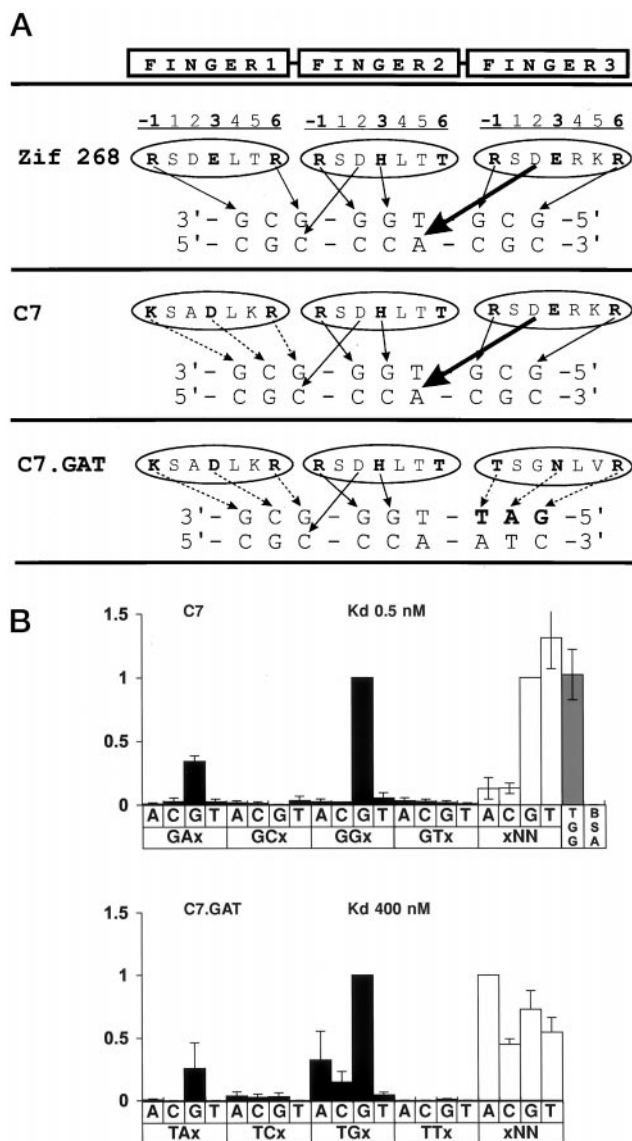 A
FINGER1 FINGER2 FINGER3
-1 1 2 3 4 5 6 -1 1 2 3 4 5 6 -1 1 2 3 4 5 6
Zif 268 RSDELTR RSDHLTT RSDERKR
3'- G C G - G G T - G C G -5'
5'- C G C - C C A - C G C -3'
C7 KSADLKR RSDHLTT RSDERKR
3'- G C G - G G T - G C G -5'
5'- C G C - C C A - C G C -3'
C7.GAT KSADLKR RSDHLTT TSGNLVR
3'- G C G - G G T - T A G -5'
5'- C G C - C C A - A T C -3'
B
C7 Kd 0.5 nM
1.5
1
0.5
0
A C G T A C G T A C G T A C G T A C G T TGG BSA
GAx GCx GGx GTx xNN
C7.GAT Kd 400 nM
1.5
1
0.5
0
A C G T A C G T A C G T A C G T A C G T
TAx TCx TGx TTx xNN